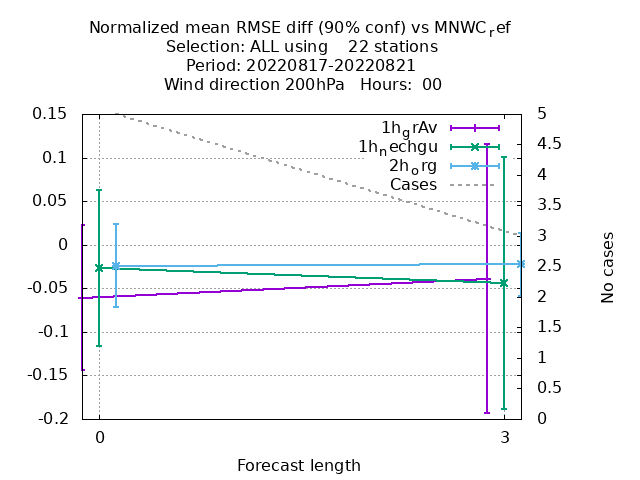 Normalized mean RMSE diff (90% conf) vs MNWC_ref
Selection: ALL using    22 stations
Period: 20220817-20220821
Wind direction 200hPa   Hours:  00
0.15
0.1
0.05
0
-0.05
-0.1
-0.15
-0.2
5
4.5
4
3.5
3
2.5
2
1.5
1
0.5
0
1h_grAv
1h_nechgu
2h_org
Cases
No cases
0
3
Forecast length